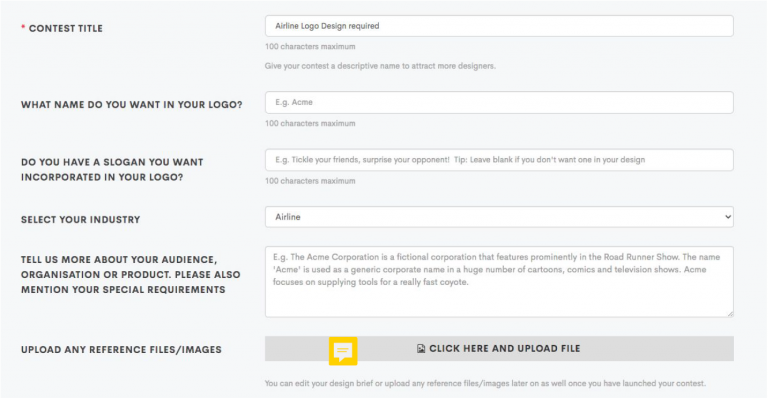 * CONTEST TITLE
Airline Logo Design required
100 characters maximum
Give your contest a descriptive name to attract more designers.
WHAT NAME DO YOU WANT IN YOUR LOGO?
E.g. Acme
100 characters maximum
DO YOU HAVE A SLOGAN YOU WANT
INCORPORATED IN YOUR LOGO?
E.g. Tickle your friends, surprise your opponent! Tip: Leave blank if you don't want one in your design
100 characters maximum
SELECT YOUR INDUSTRY
Airline
TELL US MORE ABOUT YOUR AUDIENCE,
ORGANISATION OR PRODUCT. PLEASE ALSO
MENTION YOUR SPECIAL REQUIREMENTS
E.g. The Acme Corporation is a fictional corporation that features prominently in the Road Runner Show. The name
'Acme' is used as a generic corporate name in a huge number of cartoons, comics and television shows. Acme
focuses on supplying tools for a really fast coyote.
UPLOAD ANY REFERENCE FILES/IMAGES
CLICK HERE AND UPLOAD FILE
You can edit your design brief or upload any reference files/images later on as well once you have launched your contest.